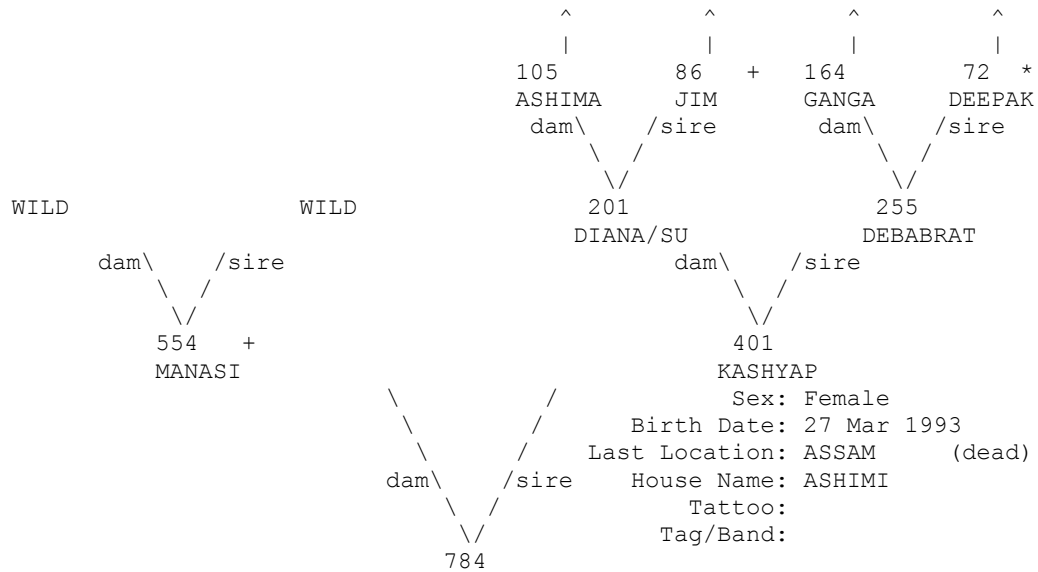 ^ ^ ^ ^
| | | |
105 86 + 164 72 *
ASHIMA JIM GANGA DEEPAK
dam\ /sire dam\ /sire
\ / \ /
\/ \/
WILD WILD 201 255
DIANA/SU DEBABRAT
dam\ /sire dam\ /sire
\ / \ /
\/ \/
554 + 401
MANASI KASHYAP
\ / Sex: Female
\ / Birth Date: 27 Mar 1993
\ / Last Location: ASSAM (dead)
dam\ /sire House Name: ASHIMI
\ / Tattoo:
\/ Tag/Band:
784